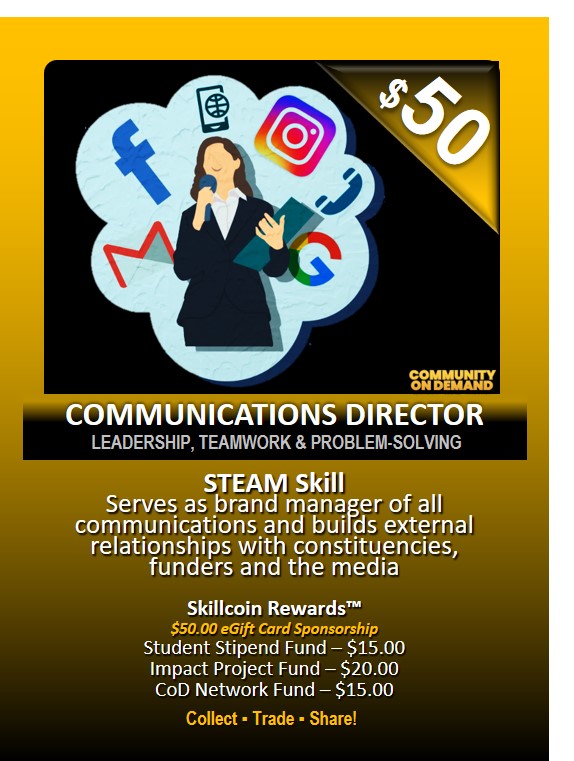 $50
COMMUNITY
ON DEMAND
COMMUNICATIONS DIRECTOR
LEADERSHIP, TEAMWORK & PROBLEM-SOLVING
STEAM Skill
Serves as brand manager of all
communications and builds external
relationships with constituencies,
funders and the media
Skillcoin Rewards™
$50.00 eGift Card Sponsorship
Student Stipend Fund – $15.00
Impact Project Fund – $20.00
CoD Network Fund – $15.00
Collect ▪ Trade ▪ Share!